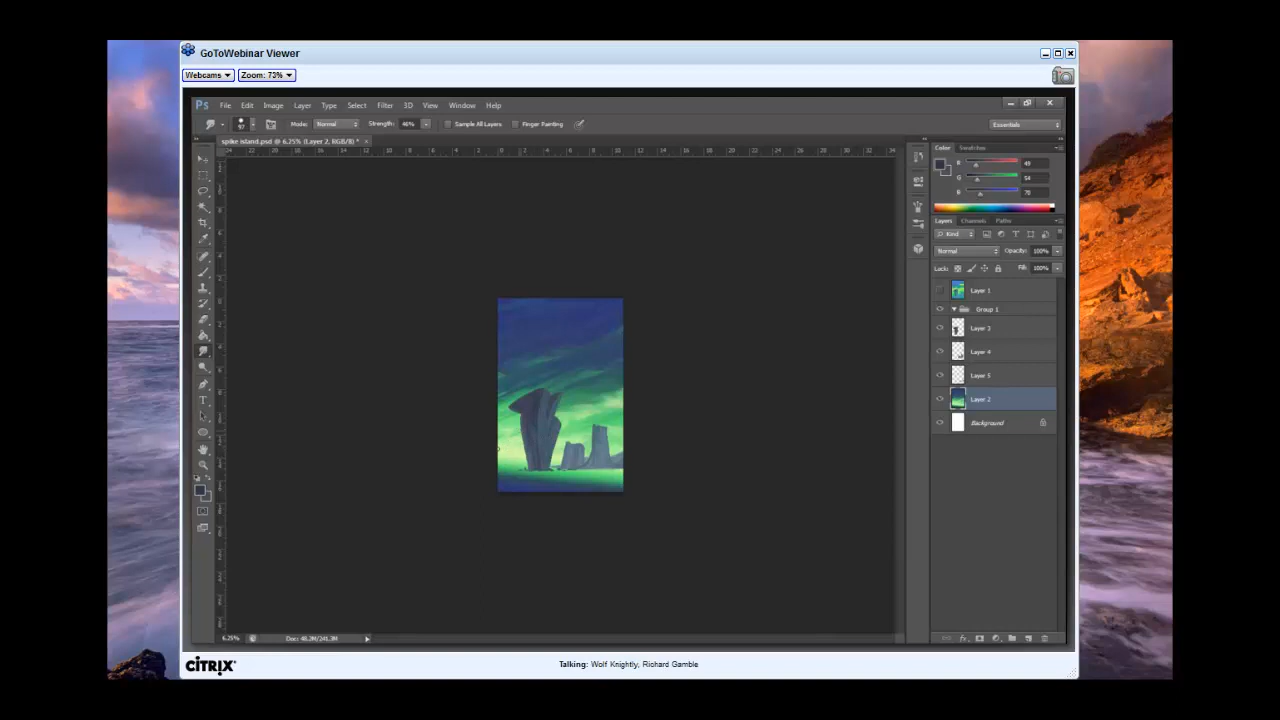 GoToWebinar Viewer
Webcams
Zoom: 73%
Ps File Edit Image Layer Type Select Filter 3D View Window Help
97 Mode: Normal Strength: 46% Sample All Layers Finger Painting Essentials
spike island.psd @ 6.25% (Layer 2, RGB/8) *
Color Swatches
R 49
G 54
B 70
Layers Channels Paths
Kind
Normal Opacity: 100%
Lock: Fill: 100%
Layer 1
Group 1
Layer 3
Layer 4
Layer 5
Layer 2
Background
6.25% Doc: 48.2M/241.3M
CITRIX®
Talking: Wolf Knightly, Richard Gamble